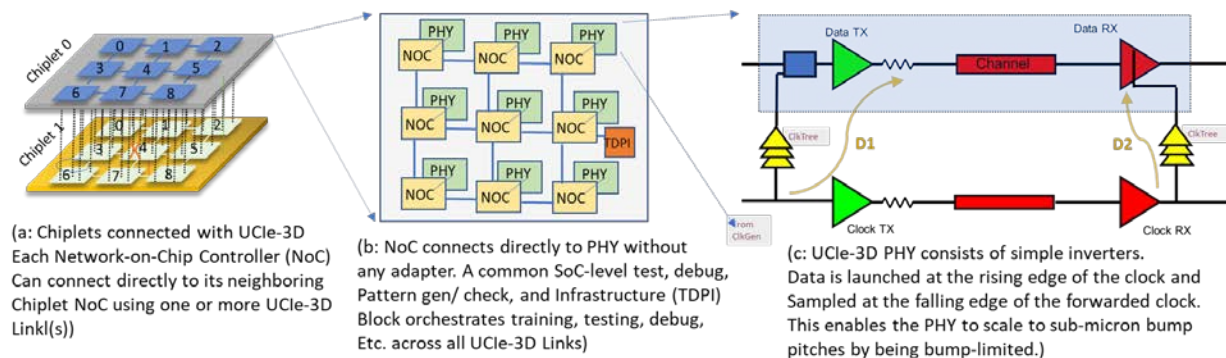 Chiplet 0
0 1 2
3 4 5
6 7 8
Chiplet 1
0 1 2
3 4 5
6 7 8
(a: Chiplets connected with UCIe-3D
Each Network-on-Chip Controller (NoC)
Can connect directly to its neighboring
Chiplet NoC using one or more UCIe-3D
Linkl(s))
PHY PHY PHY
NOC NOC NOC
PHY PHY PHY
NOC NOC NOC
TDPI
PHY PHY PHY
NOC NOC NOC
(b: NoC connects directly to PHY without
any adapter. A common SoC-level test, debug,
Pattern gen/ check, and Infrastructure (TDPI)
Block orchestrates training, testing, debug,
Etc. across all UCIe-3D Links)
Data TX
Data RX
Channel
ClkTree
ClkTree
D1
D2
From
ClkGen
Clock TX
Clock RX
(c: UCIe-3D PHY consists of simple inverters.
Data is launched at the rising edge of the clock and
Sampled at the falling edge of the forwarded clock.
This enables the PHY to scale to sub-micron bump
pitches by being bump-limited.)